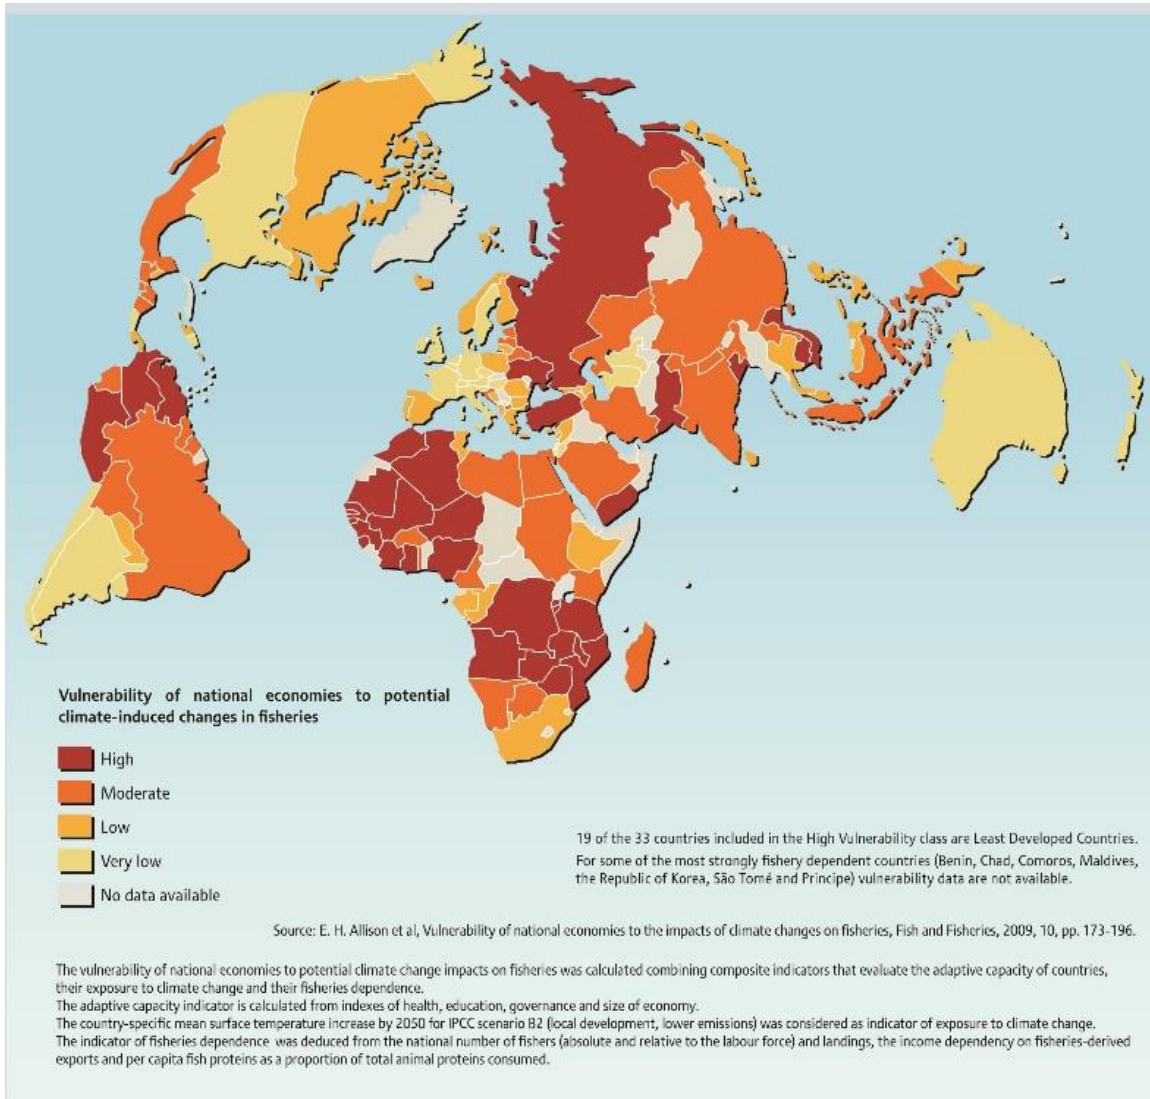 Vulnerability of national economies to potential
climate-induced changes in fisheries
High
Moderate
Low
Very low
No data available
19 of the 33 countries included in the High Vulnerability class are Least Developed Countries.
For some of the most strongly fishery dependent countries (Benin, Chad, Comoros, Maldives,
the Republic of Korea, São Tomé and Principe) vulnerability data are not available.
Source: E. H. Allison et al, Vulnerability of national economies to the impacts of climate changes on fisheries, Fish and Fisheries, 2009, 10, pp. 173-196.
The vulnerability of national economies to potential climate change impacts on fisheries was calculated combining composite indicators that evaluate the adaptive capacity of countries,
their exposure to climate change and their fisheries dependence.
The adaptive capacity indicator is calculated from indexes of health, education, governance and size of economy.
The country-specific mean surface temperature increase by 2050 for IPCC scenario B2 (local development, lower emissions) was considered as indicator of exposure to climate change.
The indicator of fisheries dependence was deduced from the national number of fishers (absolute and relative to the labour force) and landings, the income dependency on fisheries-derived
exports and per capita fish proteins as a proportion of total animal proteins consumed.